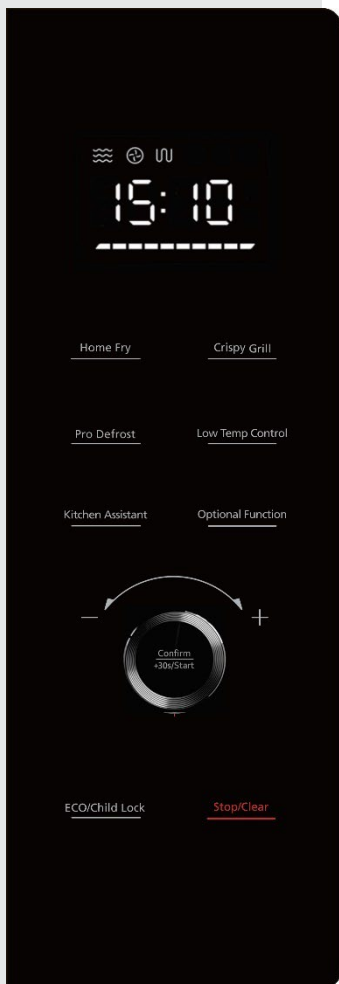 15:10
Home Fry
Crispy Grill
Pro Defrost
Low Temp Control
Kitchen Assistant
Optional Function
— +
Confirm
+30s/Start
ECO/Child Lock
Stop/Clear